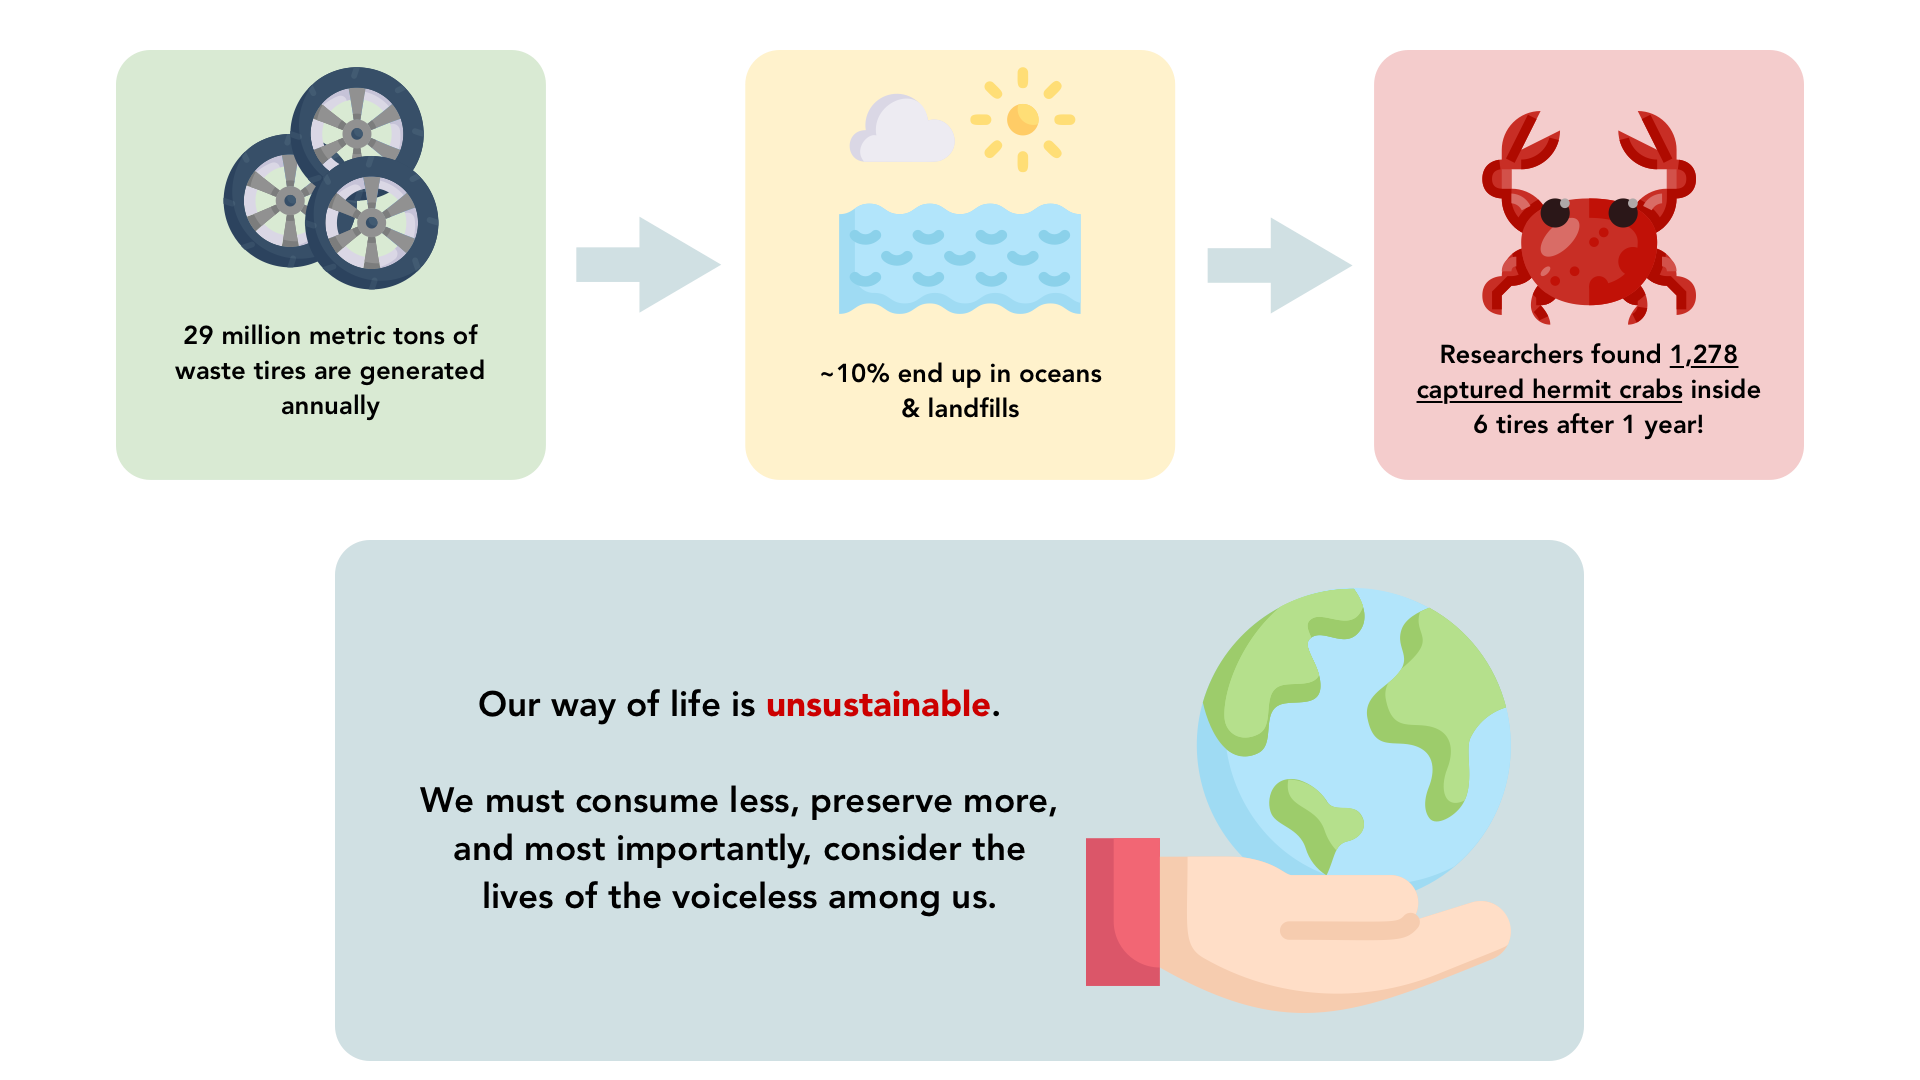 29 million metric tons of
waste tires are generated
annually
~10% end up in oceans
& landfills
Researchers found 1,278
captured hermit crabs inside
6 tires after 1 year!
Our way of life is unsustainable.
We must consume less, preserve more,
and most importantly, consider the
lives of the voiceless among us.